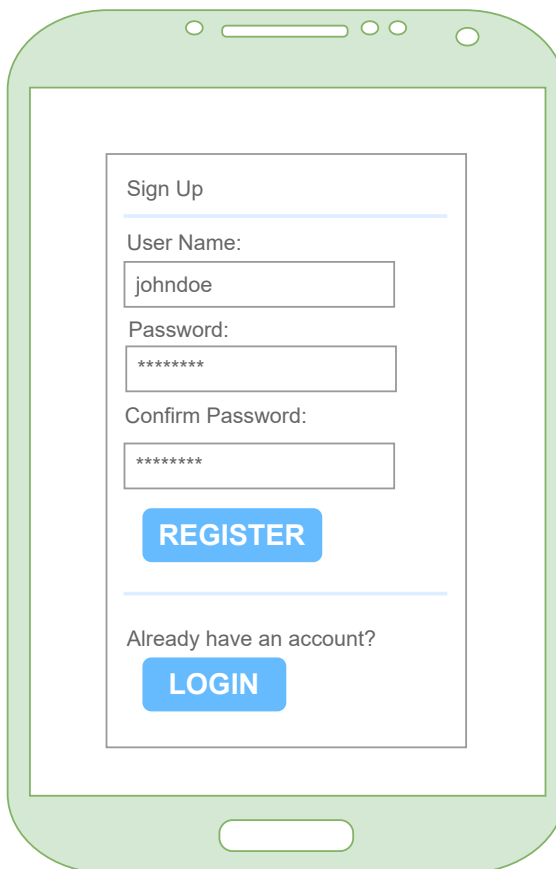 Sign Up
User Name:
johndoe
Password:
********
Confirm Password:
********
REGISTER
Already have an account?
LOGIN